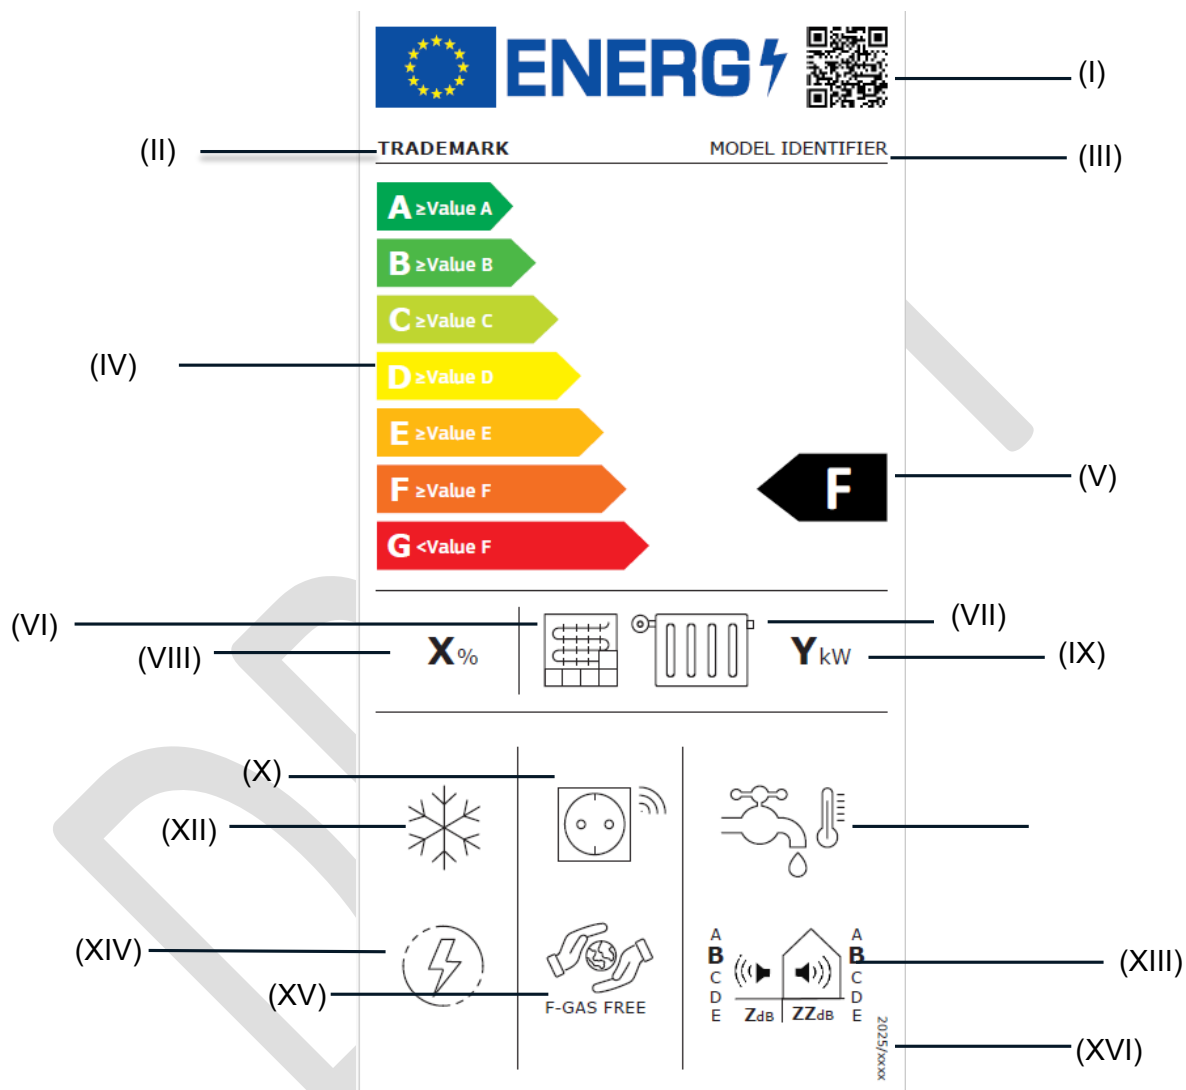 ENERG
(I)
(II)
TRADEMARK
MODEL IDENTIFIER
(III)
A ≥Value A
B ≥Value B
C ≥Value C
(IV)
D ≥Value D
E ≥Value E
F ≥Value F
F
(V)
G <Value F
(VI)
(VII)
(VIII)
X%
YkW
(IX)
(X)
(XII)
(XIV)
(XV)
F-GAS FREE
A
B
C
D
E
ZdB
ZZdB
A
B
C
D
E
(XIII)
2025/xxxx
(XVI)